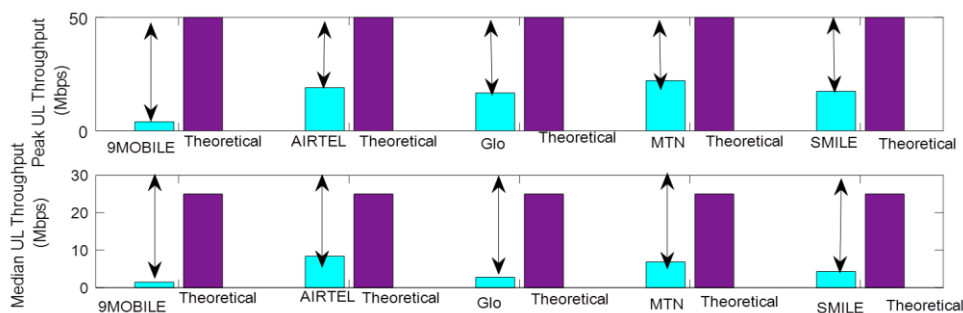 Peak UL Throughput
(Mbps)
50
0
9MOBILE Theoretical AIRTEL Theoretical Glo Theoretical MTN Theoretical SMILE Theoretical
Median UL Throughput
(Mbps)
30
20
10
0
9MOBILE Theoretical AIRTEL Theoretical Glo Theoretical MTN Theoretical SMILE Theoretical